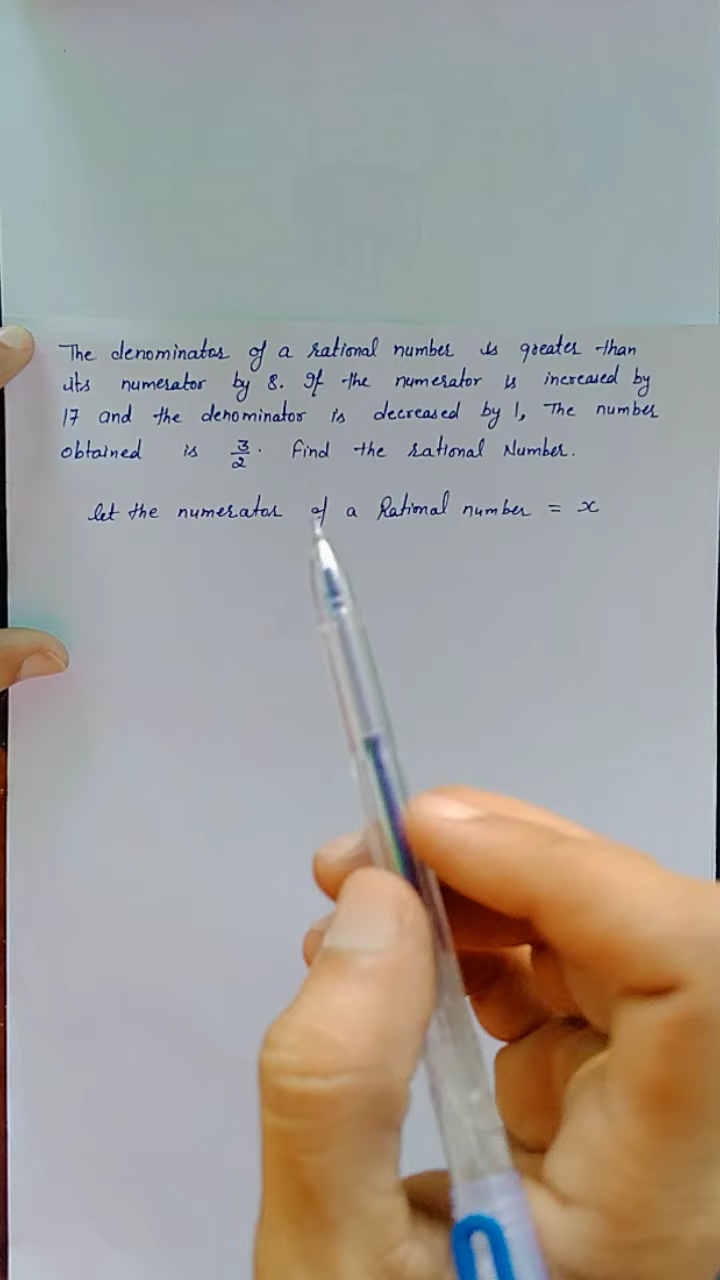 The denominator of a rational number is greater than
its numerator by 8. If the numerator is increased by
17 and the denominator is decreased by 1, The number
obtained is 3/2. Find the rational Number.
let the numerator of a Rational number = x